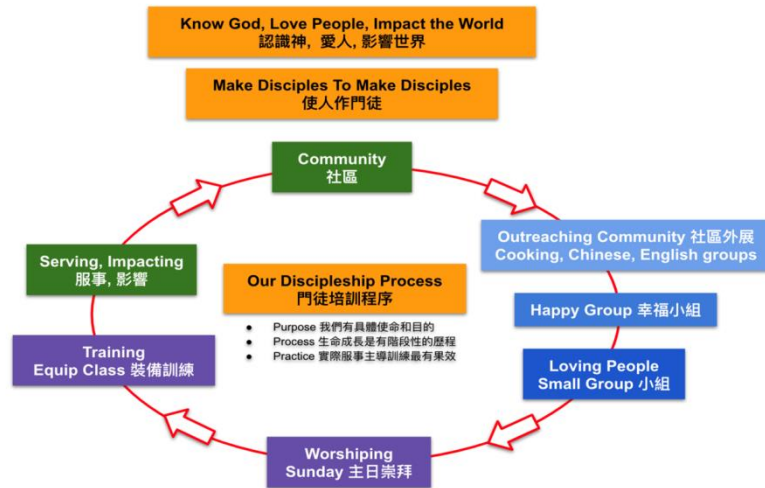 Know God, Love People, Impact the World
認識神, 愛人, 影響世界
Make Disciples To Make Disciples
使人作門徒
Community
社區
Outreaching Community 社區外展
Cooking, Chinese, English groups
Happy Group 幸福小組
Loving People
Small Group 小組
Worshiping
Sunday 主日崇拜
Training
Equip Class 裝備訓練
Serving, Impacting
服事, 影響
Our Discipleship Process
門徒培訓程序
• Purpose 我們有具體使命和目的
• Process 生命成長是有階段性的歷程
• Practice 實際服事主導訓練最有果效